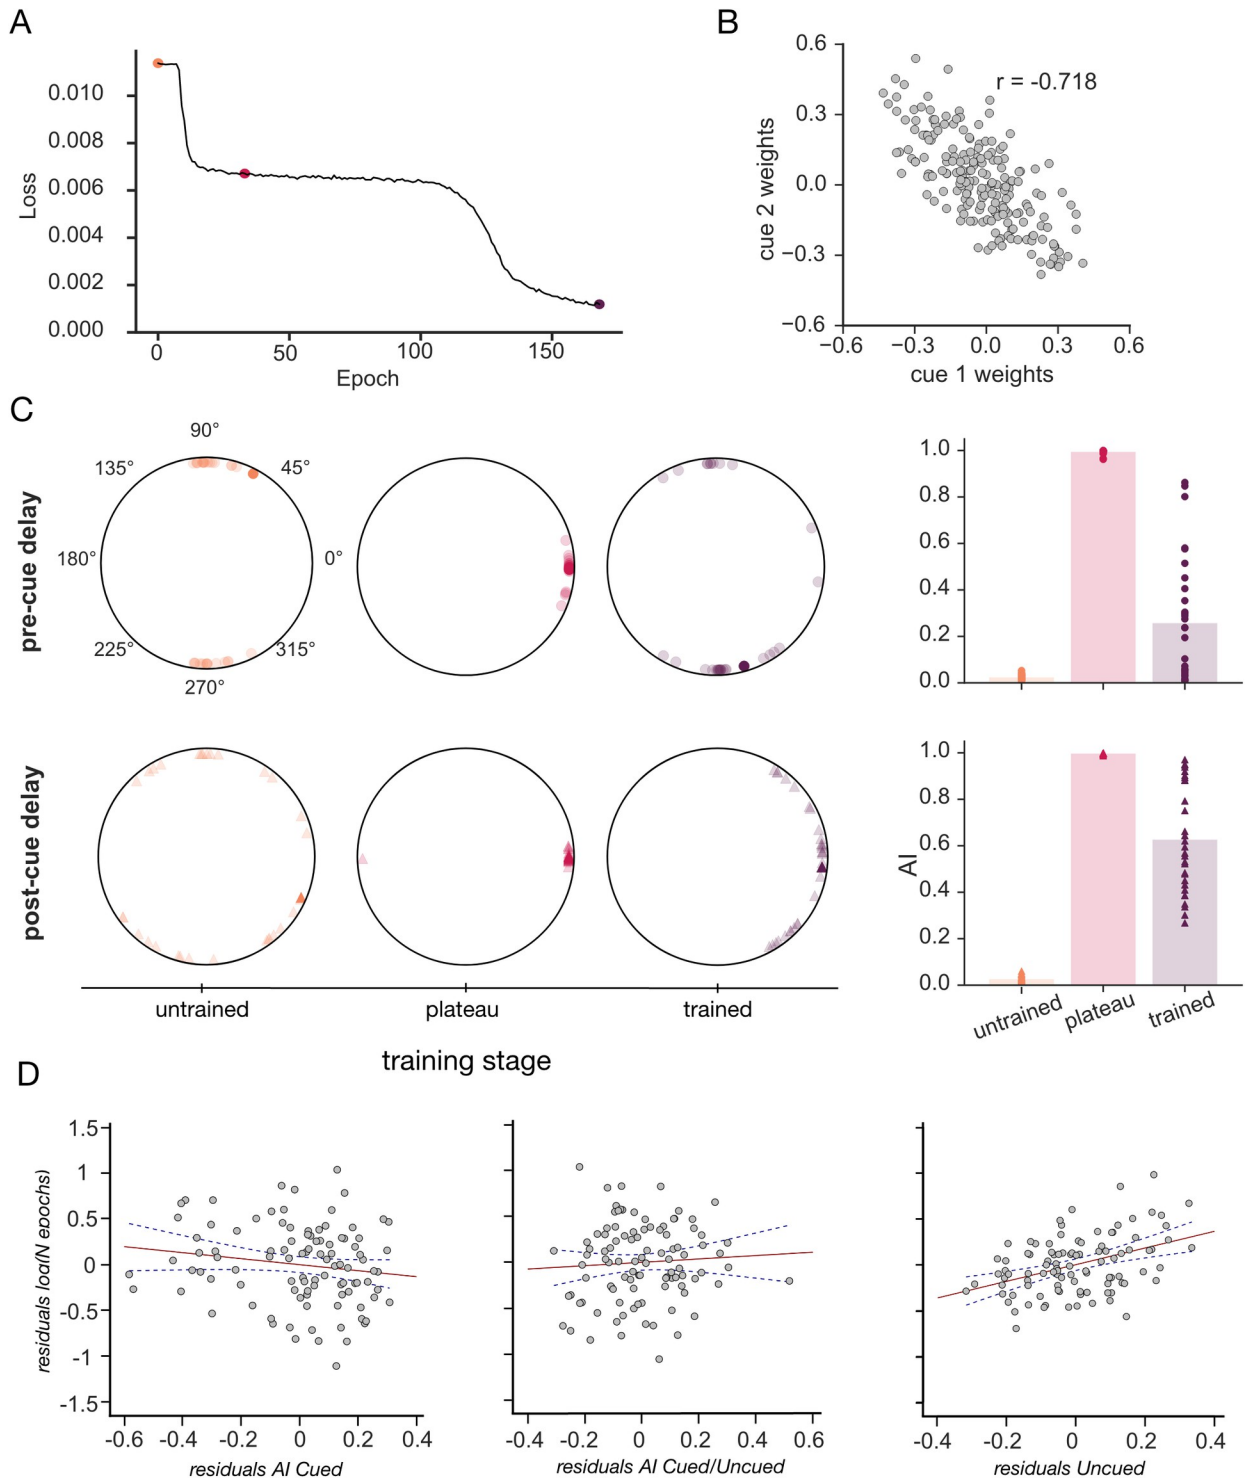 A
0.010
0.008
0.006
0.004
0.002
0.000
Loss
0
50
100
150
Epoch
B
r = -0.718
0.6
0.3
0.0
−0.3
−0.6
cue 2 weights
−0.6
−0.3
0.0
0.3
0.6
cue 1 weights
C
pre-cue delay
90°
135°
45°
180°
0°
225°
315°
270°
1.0
0.8
0.6
0.4
0.2
0.0
post-cue delay
AI
1.0
0.8
0.6
0.4
0.2
0.0
untrained
plateau
trained
untrained
plateau
trained
training stage
D
residuals log(N epochs)
1.5
1
0.5
0
-0.5
-1
-1.5
-0.6
-0.4
-0.2
0
0.2
0.4
residuals AI Cued
-0.4
-0.2
0
0.2
0.4
0.6
residuals AI Cued/Uncued
-0.4
-0.2
0
0.2
0.4
residuals Uncued